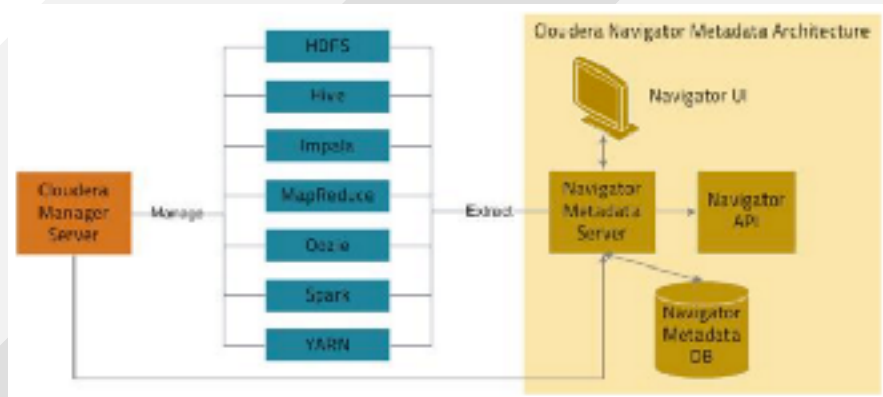 Cloudera Navigator Metadata Architecture
HDFS
Hive
Impala
MapReduce
Oozie
Spark
YARN
Cloudera
Manager
Server
Manage
Extract
Navigator UI
Navigator
Metadata
Server
Navigator
API
Navigator
Metadata
DB